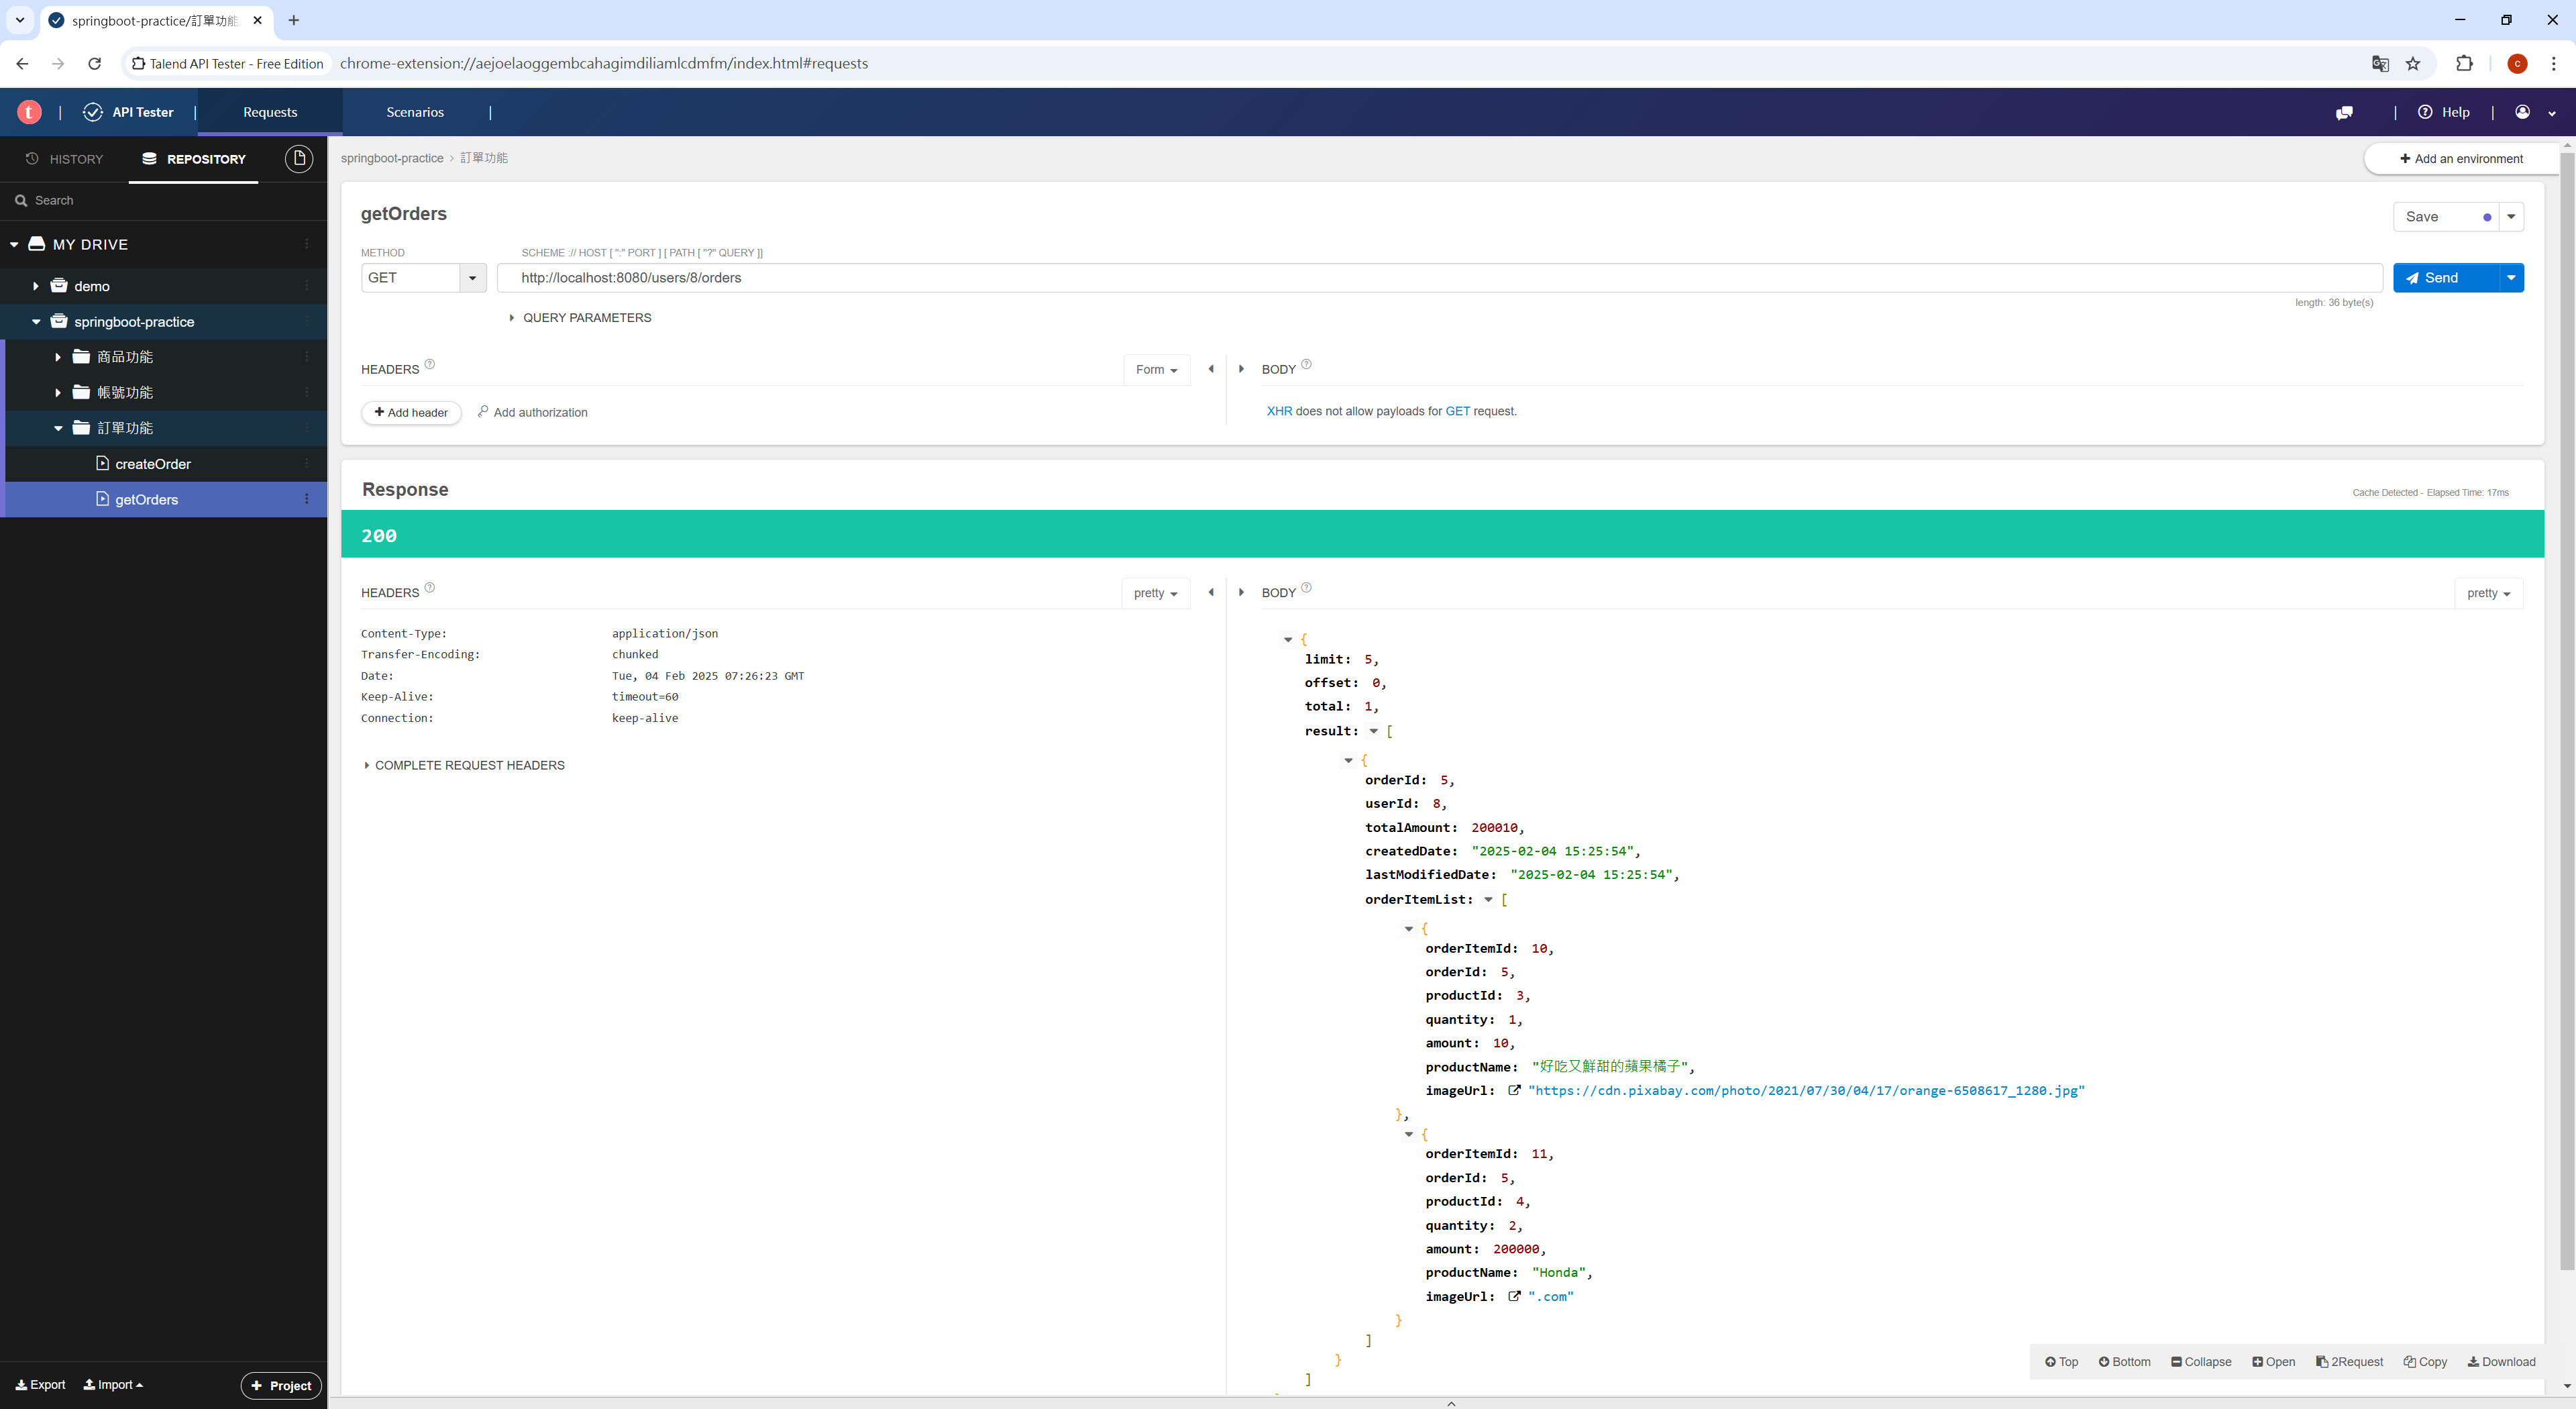 springboot-practice/訂單功能
Talend API Tester - Free Edition
chrome-extension://aejoelaoggembcahagimdiliamlcdmfm/index.html#requests
c
t | API Tester | Requests Scenarios |
| Help |
HISTORY REPOSITORY
Search
MY DRIVE
demo
springboot-practice
商品功能
帳號功能
訂單功能
createOrder
getOrders
Export Import + Project
springboot-practice > 訂單功能
+ Add an environment
getOrders
Save
METHOD
SCHEME :// HOST [ ":" PORT ] [ PATH [ "?" QUERY ]]
GET
http://localhost:8080/users/8/orders
Send
length: 36 byte(s)
QUERY PARAMETERS
HEADERS ?
Form
BODY ?
+ Add header
Add authorization
XHR does not allow payloads for GET request.
Response
Cache Detected - Elapsed Time: 17ms
200
HEADERS ?
pretty
Content-Type: application/json
Transfer-Encoding: chunked
Date: Tue, 04 Feb 2025 07:26:23 GMT
Keep-Alive: timeout=60
Connection: keep-alive
COMPLETE REQUEST HEADERS
BODY ?
pretty
{
limit: 5,
offset: 0,
total: 1,
result: [
{
orderId: 5,
userId: 8,
totalAmount: 200010,
createdDate: "2025-02-04 15:25:54",
lastModifiedDate: "2025-02-04 15:25:54",
orderItemList: [
{
orderItemId: 10,
orderId: 5,
productId: 3,
quantity: 1,
amount: 10,
productName: "好吃又鮮甜的蘋果橘子",
imageUrl: "https://cdn.pixabay.com/photo/2021/07/30/04/17/orange-6508617_1280.jpg"
},
{
orderItemId: 11,
orderId: 5,
productId: 4,
quantity: 2,
amount: 200000,
productName: "Honda",
imageUrl: ".com"
}
]
}
]
Top Bottom Collapse Open 2Request Copy Download